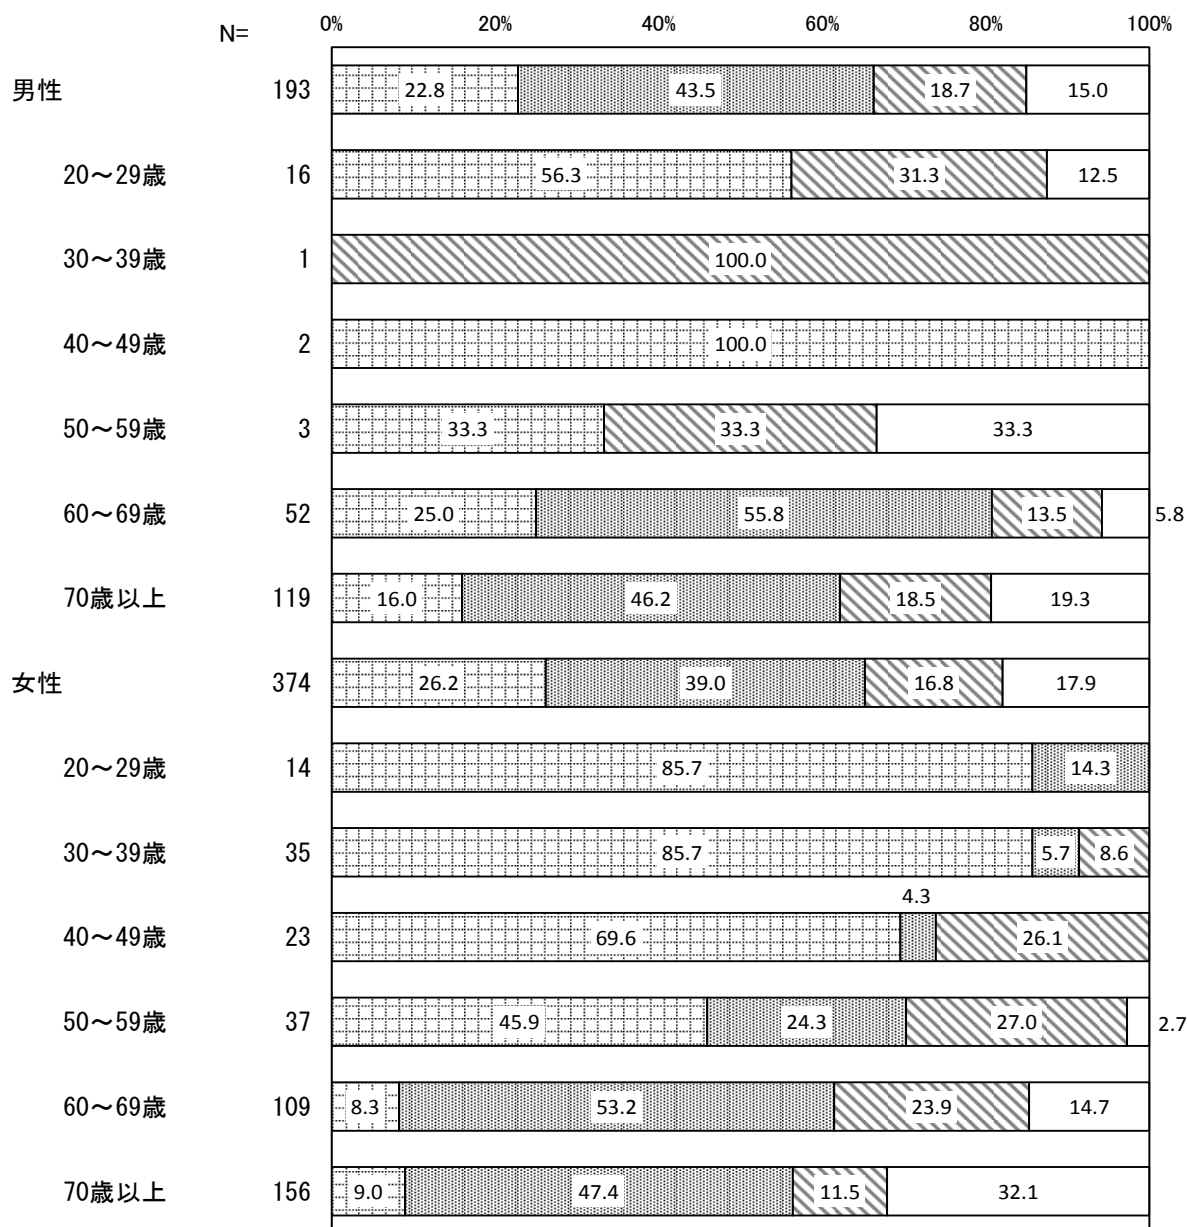 N= 0% 20% 40% 60% 80% 100%
男性 193 22.8 43.5 18.7 15.0
20～29歳 16 56.3 31.3 12.5
30～39歳 1 100.0
40～49歳 2 100.0
50～59歳 3 33.3 33.3 33.3
60～69歳 52 25.0 55.8 13.5 5.8
70歳以上 119 16.0 46.2 18.5 19.3
女性 374 26.2 39.0 16.8 17.9
20～29歳 14 85.7 14.3
30～39歳 35 85.7 5.7 8.6
40～49歳 23 69.6 4.3 26.1
50～59歳 37 45.9 24.3 27.0 2.7
60～69歳 109 8.3 53.2 23.9 14.7
70歳以上 156 9.0 47.4 11.5 32.1